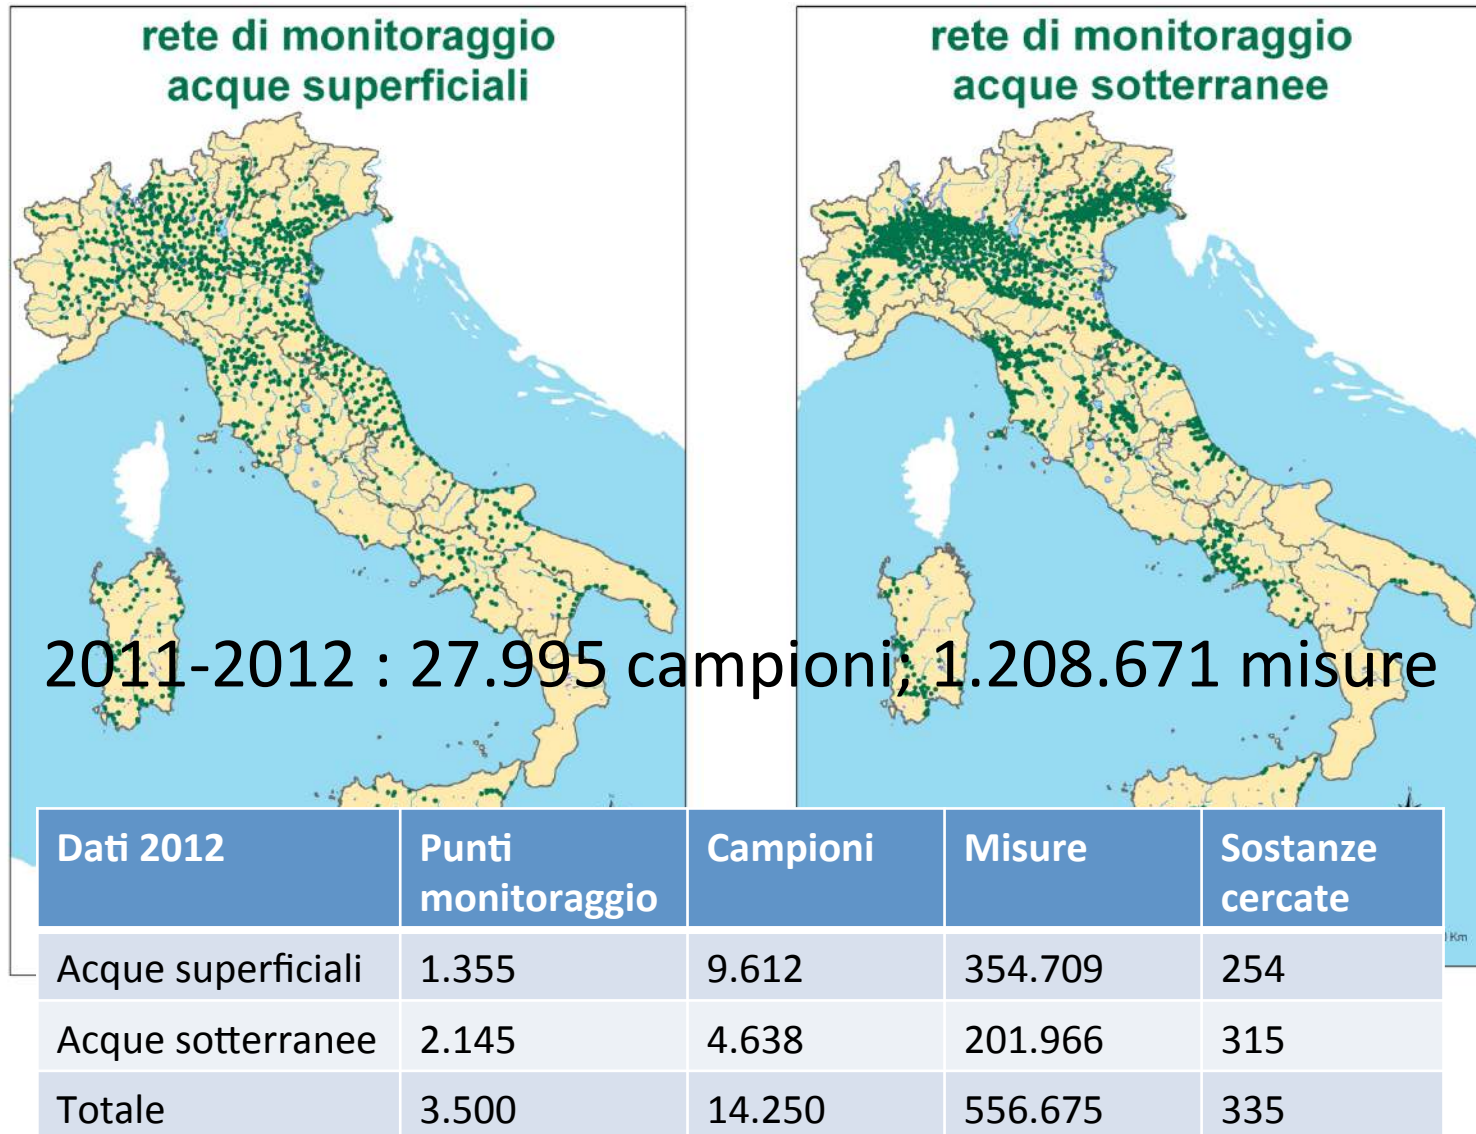 rete di monitoraggio
acque superficiali
rete di monitoraggio
acque sotterranee
2011-2012 : 27.995 campioni; 1.208.671 misure
Dati 2012 Punti monitoraggio Campioni Misure Sostanze cercate
Acque superficiali 1.355 9.612 354.709 254
Acque sotterranee 2.145 4.638 201.966 315
Totale 3.500 14.250 556.675 335
Km